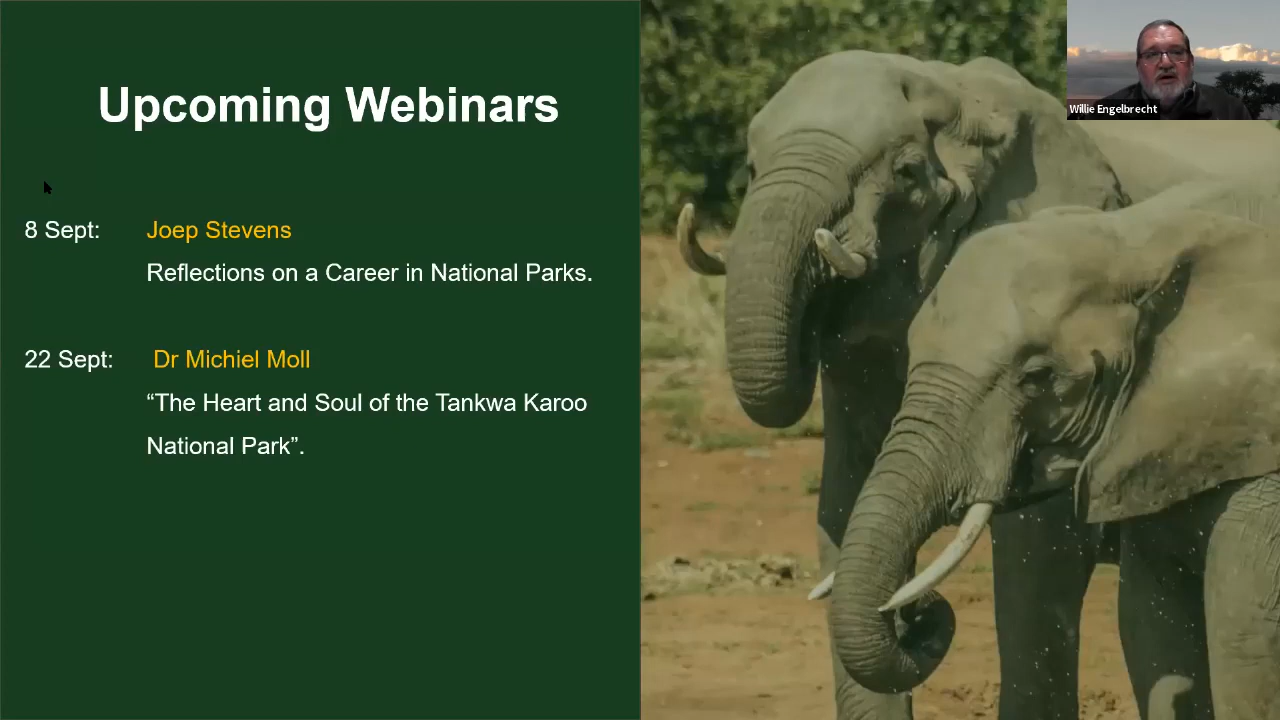 Upcoming Webinars
Willie Engelbrecht
8 Sept: Joep Stevens
Reflections on a Career in National Parks.
22 Sept: Dr Michiel Moll
“The Heart and Soul of the Tankwa Karoo
National Park”.